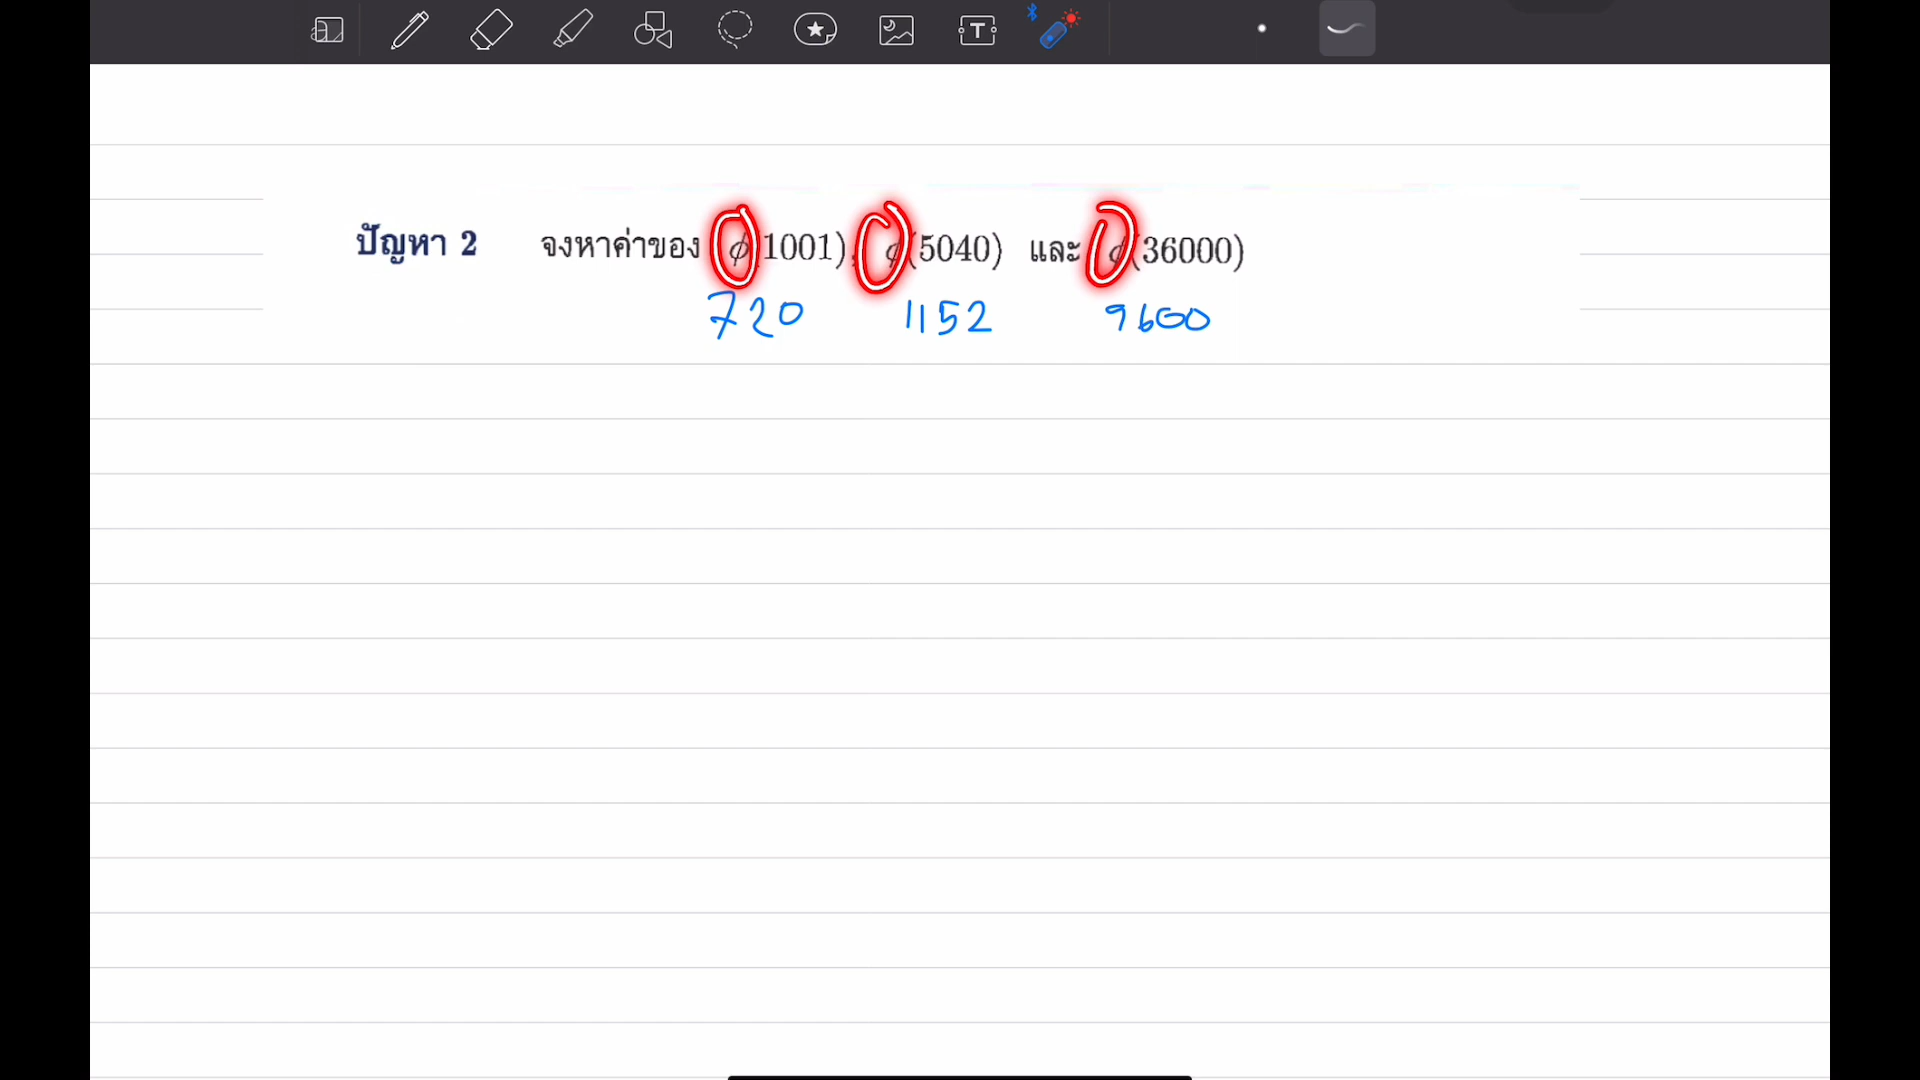 ปัญหา 2 จงหาค่าของ ϕ(1001), ϕ(5040) และ ϕ(36000)
720 1152 9600